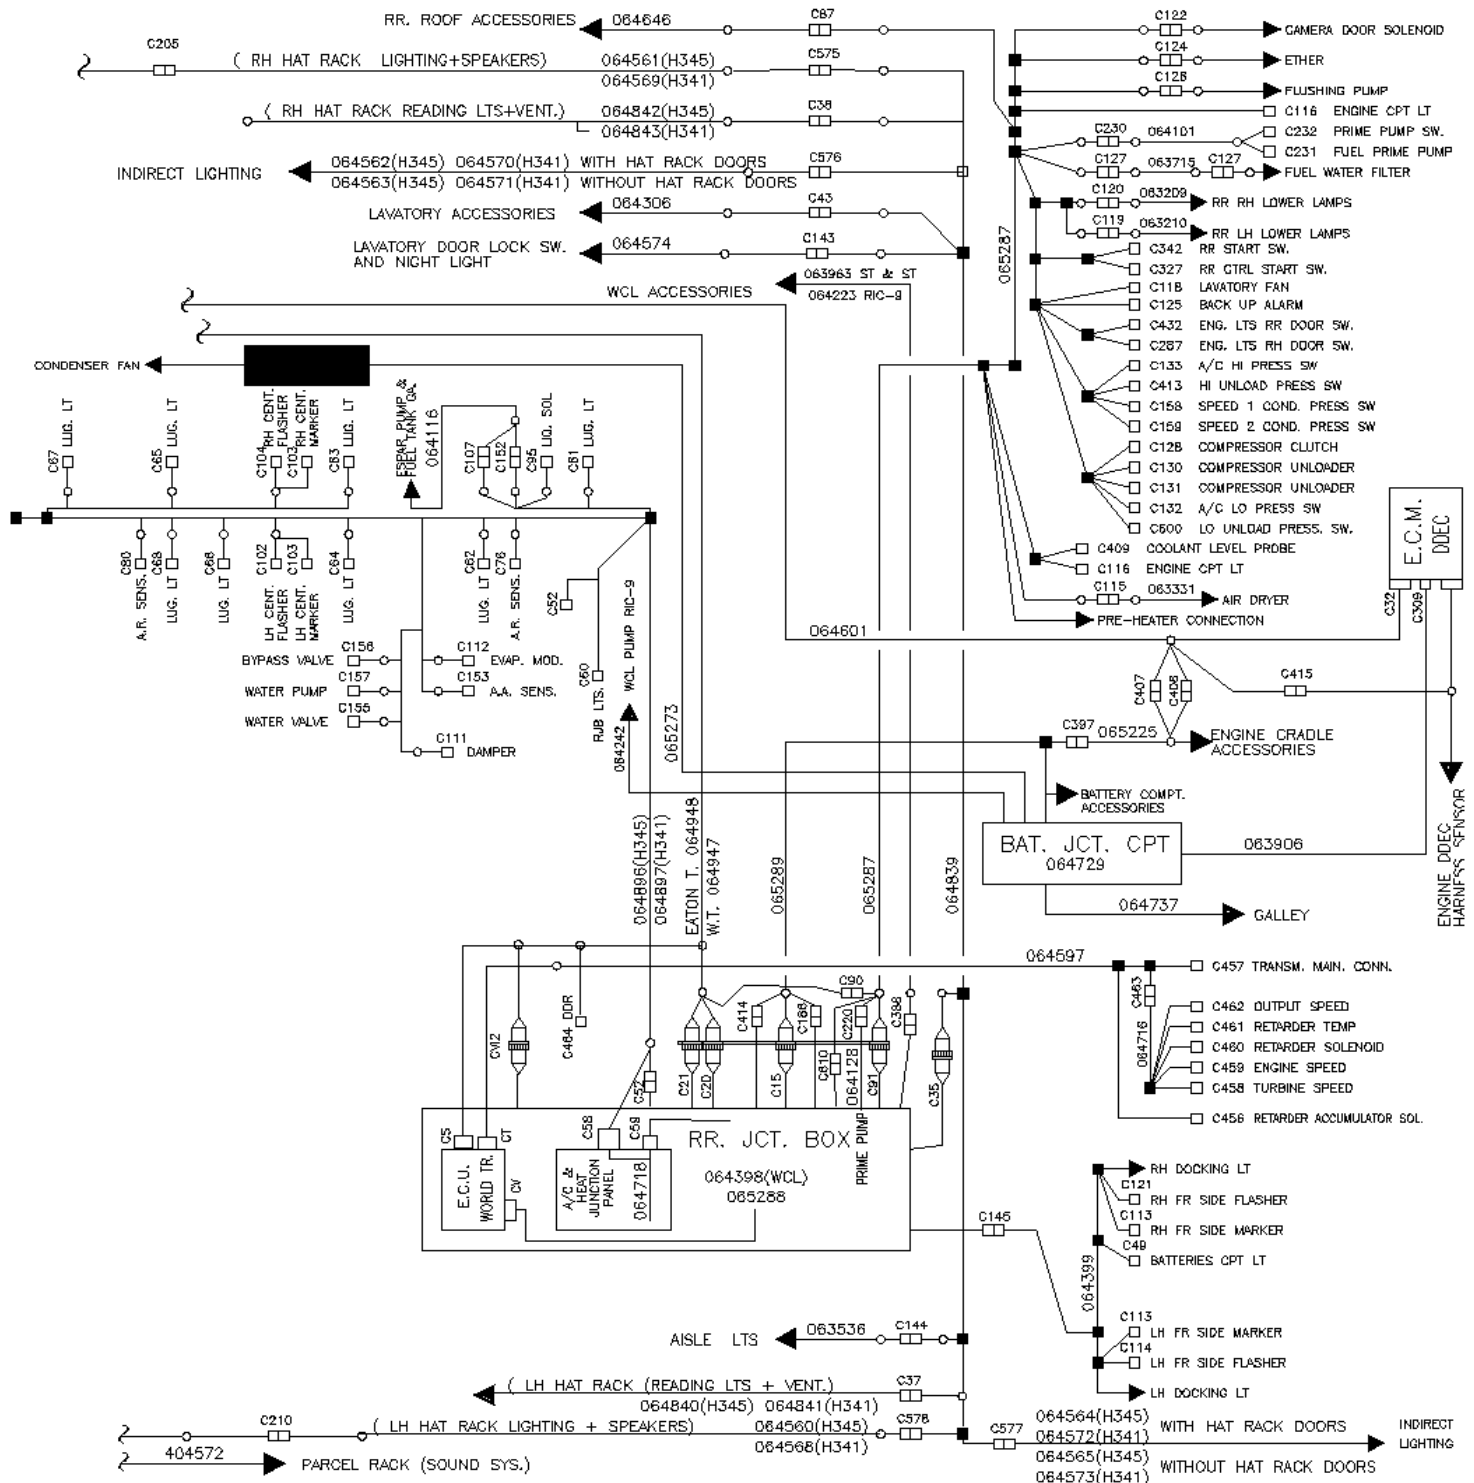 RR. ROOF ACCESSORIES
064646
C87
C122
CAMERA DOOR SOLENOID
C205
( RH HAT RACK LIGHTING+SPEAKERS)
064561(H345)
064569(H341)
C575
C124
ETHER
C126
FLUSHING PUMP
( RH HAT RACK READING LTS+VENT.)
064842(H345)
064843(H341)
C38
C116 ENGINE CPT LT
C230
064101
C232 PRIME PUMP SW.
C231 FUEL PRIME PUMP
INDIRECT LIGHTING
064562(H345) 064570(H341) WITH HAT RACK DOORS
064563(H345) 064571(H341) WITHOUT HAT RACK DOORS
C576
C127
063715
C127
FUEL WATER FILTER
LAVATORY ACCESSORIES
064306
C43
C120
063209
RR RH LOWER LAMPS
LAVATORY DOOR LOCK SW.
AND NIGHT LIGHT
064574
C143
C119
063210
RR LH LOWER LAMPS
065287
C342 RR START SW.
C327 RR CTRL START SW.
C118 LAVATORY FAN
C125 BACK UP ALARM
C432 ENG. LTS RR DOOR SW.
C287 ENG. LTS RH DOOR SW.
C133 A/C HI PRESS SW
C413 HI UNLOAD PRESS SW
C158 SPEED 1 COND. PRESS SW
C159 SPEED 2 COND. PRESS SW
C128 COMPRESSOR CLUTCH
C130 COMPRESSOR UNLOADER
C131 COMPRESSOR UNLOADER
C132 A/C LO PRESS SW
C600 LO UNLOAD PRESS. SW.
C409 COOLANT LEVEL PROBE
C116 ENGINE CPT LT
C115
063331
AIR DRYER
PRE-HEATER CONNECTION
WCL ACCESSORIES
063963 ST & ST
064223 RIC-9
CONDENSER FAN
C67 LUG. LT
C65 LUG. LT
C104 RH CENT. FLASHER
C103 RH CENT. MARKER
C63 LUG. LT
ESPAR PUMP &
FUEL TANK GA.
064116
C107
C152
C95 LIQ. SOL
C61 LUG. LT
C80 A.R. SENS.
C69 LUG. LT
C66 LUG. LT
C102 LH CENT. FLASHER
C103 LH CENT. MARKER
C64 LUG. LT
C62 LUG. LT
C76 A.R. SENS.
C52
C60 RJB LTS.
WCL PUMP RIC-9
064242
065273
C156
BYPASS VALVE
C112
EVAP. MOD.
C157
WATER PUMP
C153
A.A. SENS.
C155
WATER VALVE
C111
DAMPER
064601
E.C.M.
DDEC
C32
C309
C407
C408
C415
C397
065225
ENGINE CRADLE
ACCESSORIES
BATTERY COMPT.
ACCESSORIES
BAT. JCT. CPT
064729
063906
064737
GALLEY
ENGINE DDEC
HARNESS SENSOR
064896(H345)
064897(H341)
EATON T. 064948
W.T. 064947
065289
065287
064839
064597
C457 TRANSM. MAIN. CONN.
C463
064716
C462 OUTPUT SPEED
C461 RETARDER TEMP
C460 RETARDER SOLENOID
C459 ENGINE SPEED
C458 TURBINE SPEED
C456 RETARDER ACCUMULATOR SOL.
CVI2
C464 DDR
C52
C21
C20
C414
C15
C186
C90
C810
C220
064128
C91
C398
C35
C5
CT
E.C.U.
WORLD TR.
CV
C58
C59
A/C &
HEAT
JUNCTION
PANEL
064718
RR. JCT. BOX
064398(WCL)
065288
PRIME PUMP
C145
RH DOCKING LT
C121
RH FR SIDE FLASHER
C113
RH FR SIDE MARKER
C49
BATTERIES CPT LT
064399
C113
LH FR SIDE MARKER
C114
LH FR SIDE FLASHER
LH DOCKING LT
AISLE LTS
063536
C144
( LH HAT RACK (READING LTS + VENT.)
064840(H345) 064841(H341)
C37
C210
( LH HAT RACK LIGHTING + SPEAKERS)
064560(H345)
064568(H341)
C578
C577
064564(H345)
064572(H341)
WITH HAT RACK DOORS
064565(H345)
064573(H341)
WITHOUT HAT RACK DOORS
INDIRECT
LIGHTING
404572
PARCEL RACK (SOUND SYS.)